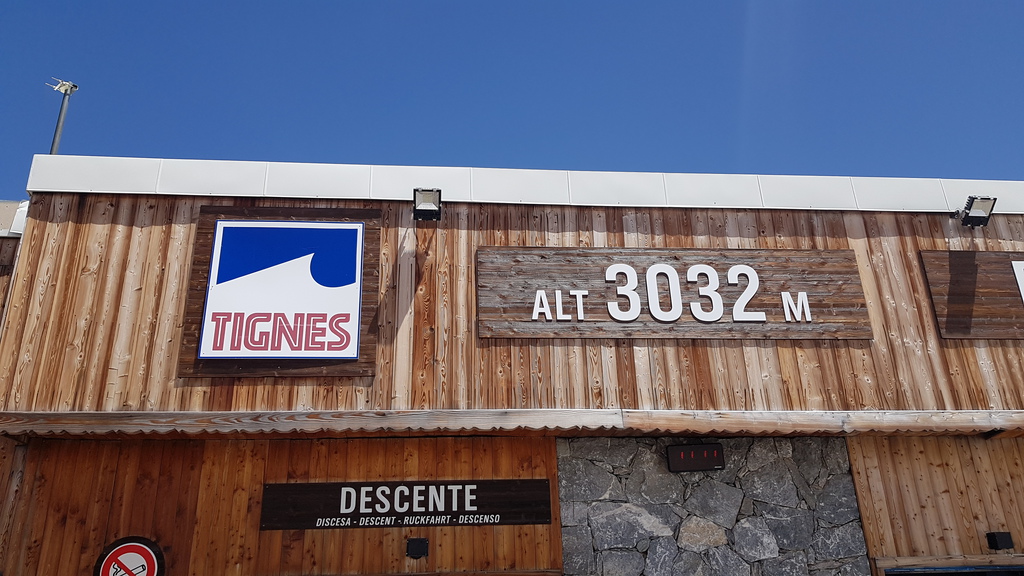 TIGNES
ALT 3032 M
DESCENTE
DISCESA - DESCENT - RUCKFAHRT - DESCENSO